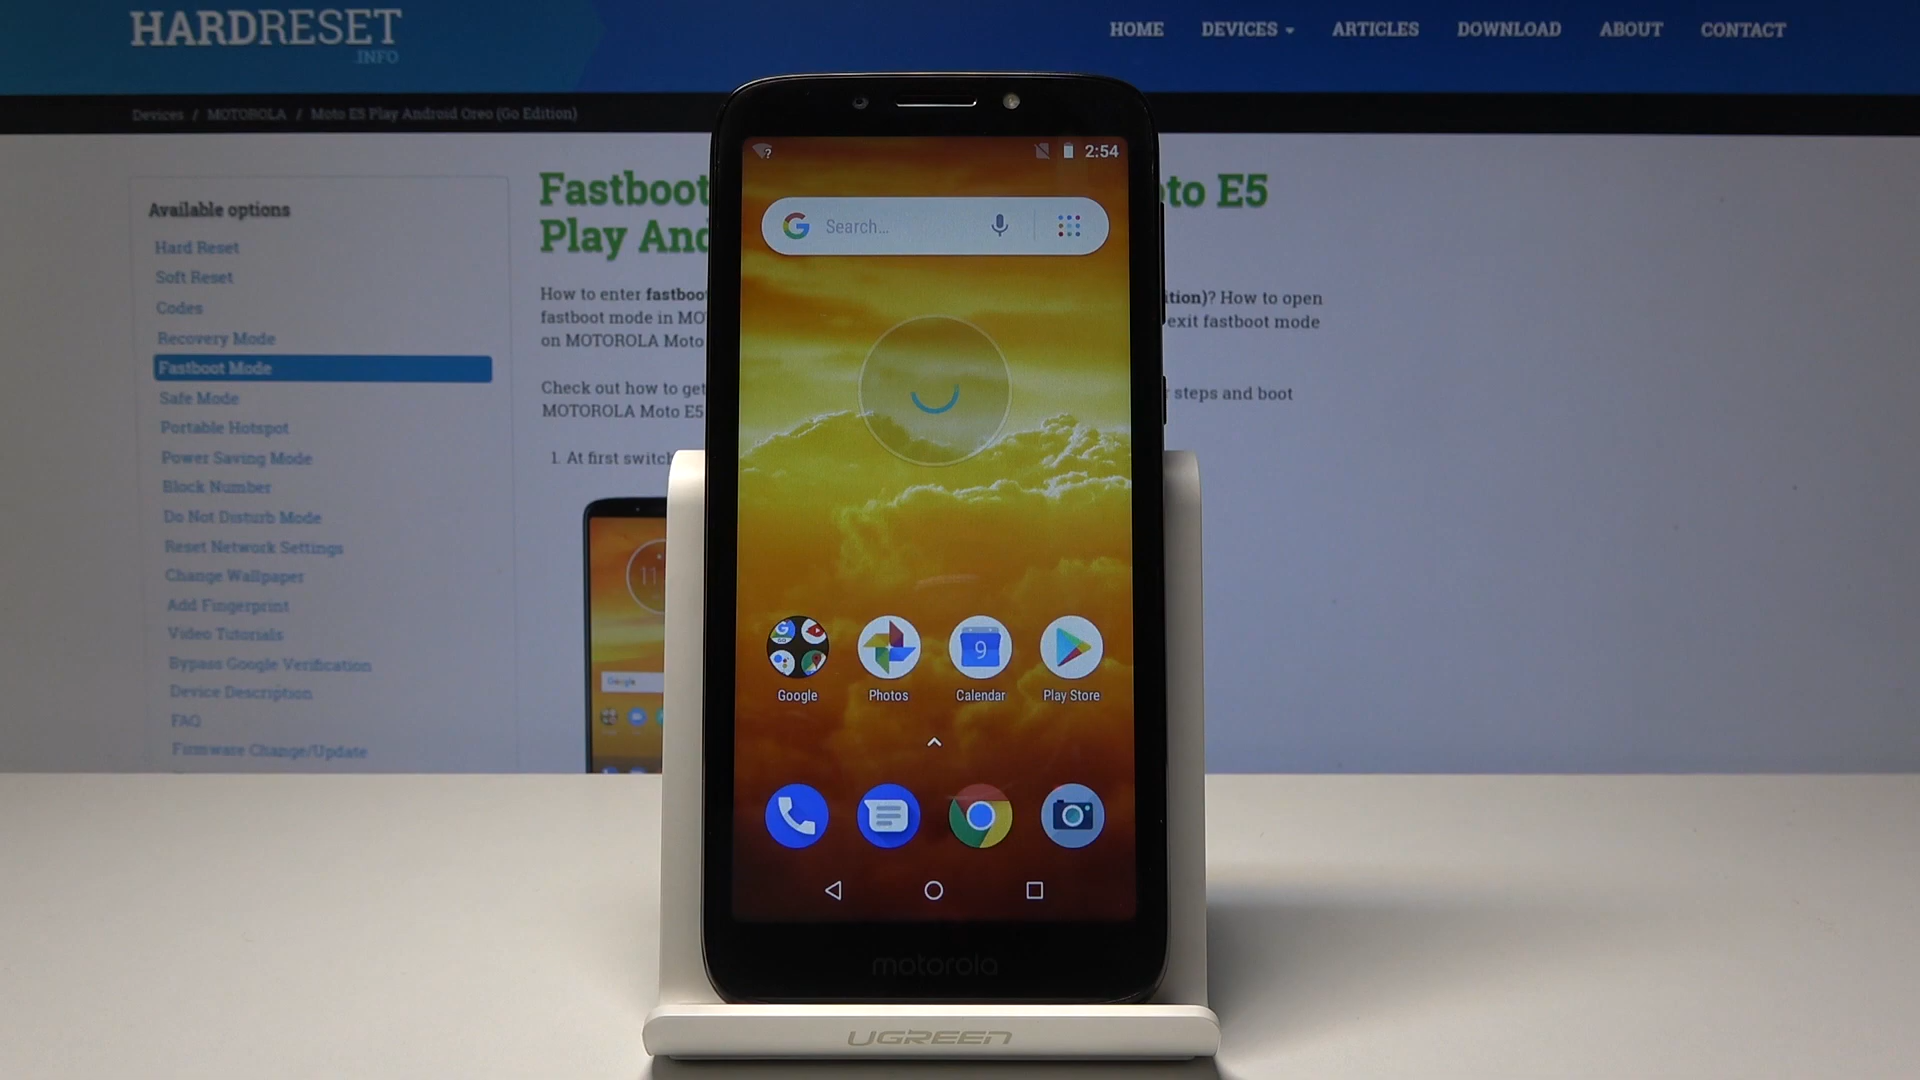 HARDRESET
.INFO
HOME DEVICES ARTICLES DOWNLOAD ABOUT CONTACT
Devices / MOTOROLA / Moto E5 Play Android Oreo (Go Edition)
Available options
Hard Reset
Soft Reset
Codes
Recovery Mode
Fastboot Mode
Safe Mode
Portable Hotspot
Power Saving Mode
Block Number
Do Not Disturb Mode
Reset Network Settings
Change Wallpaper
Add Fingerprint
Video Tutorials
Bypass Google Verification
Device Description
FAQ
Firmware Change/Update
Fastboot to E5
Play And
How to enter fastboo ition)? How to open
fastboot mode in MO exit fastboot mode
on MOTOROLA Moto
Check out how to get steps and boot
MOTOROLA Moto E5
1. At first switch
11
Google
2:54
Search...
9
Google Photos Calendar Play Store
motorola
UGREEN